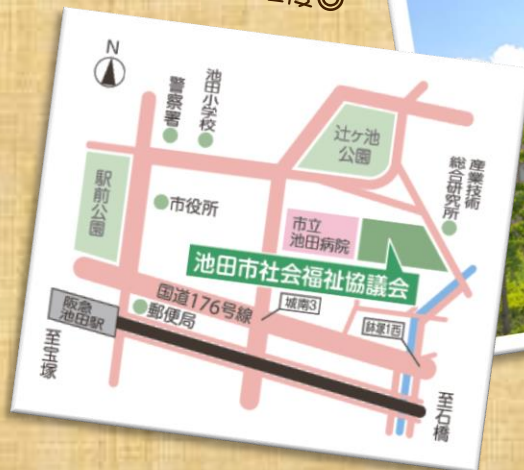 N
池田小学校
警察署
辻ヶ池
公園
産業技術
総合研究所
駅前公園
市役所
市立
池田病院
池田市社会福祉協議会
国道176号線
城南3
鉢塚1西
阪急
池田駅
郵便局
至宝塚
至石橋